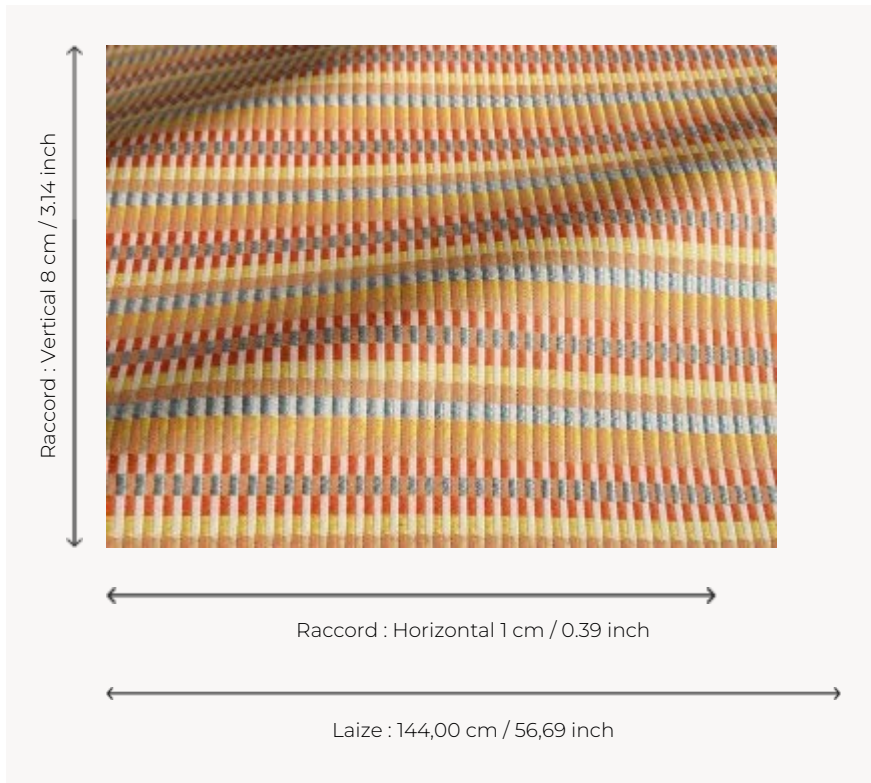 Raccord : Vertical 8 cm / 3.14 inch
Raccord : Horizontal 1 cm / 0.39 inch
Laize : 144,00 cm / 56,69 inch